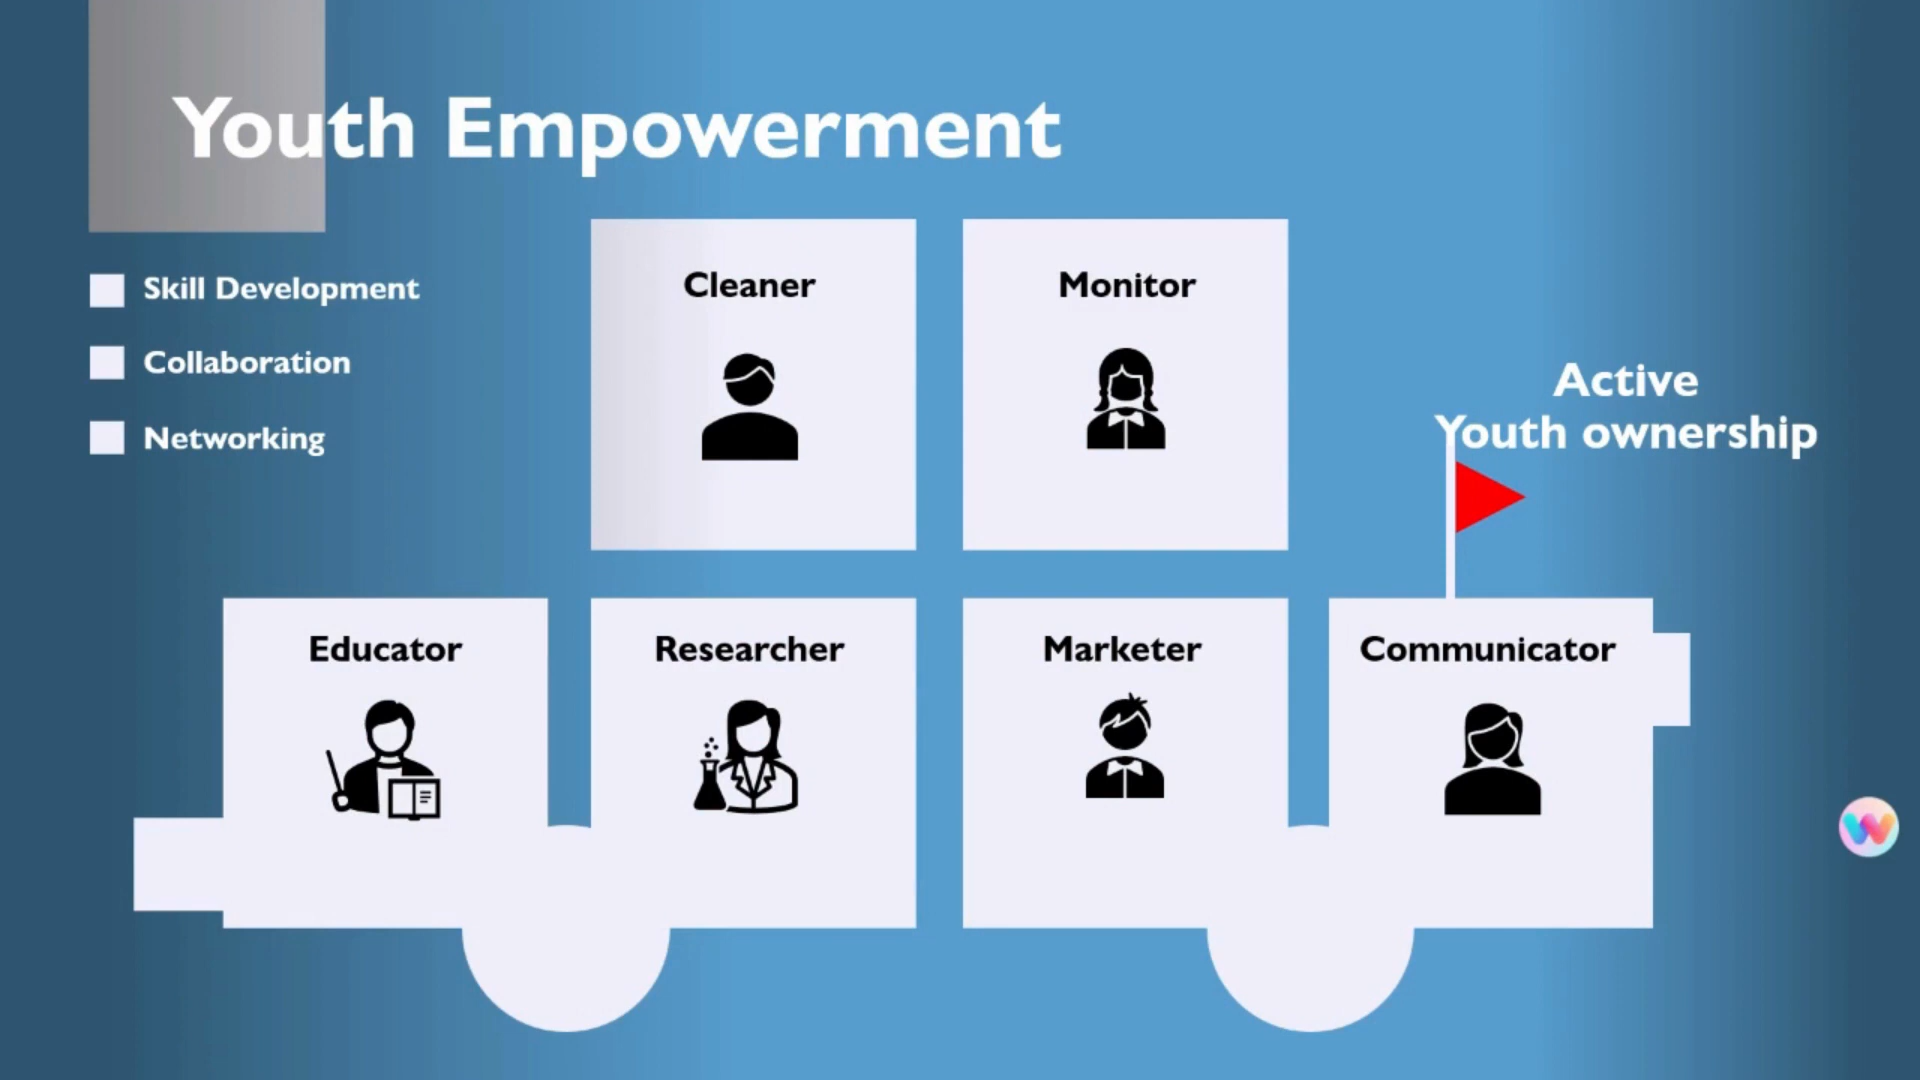 Youth Empowerment
Skill Development
Collaboration
Networking
Cleaner
Monitor
Active
Youth ownership
Educator
Researcher
Marketer
Communicator